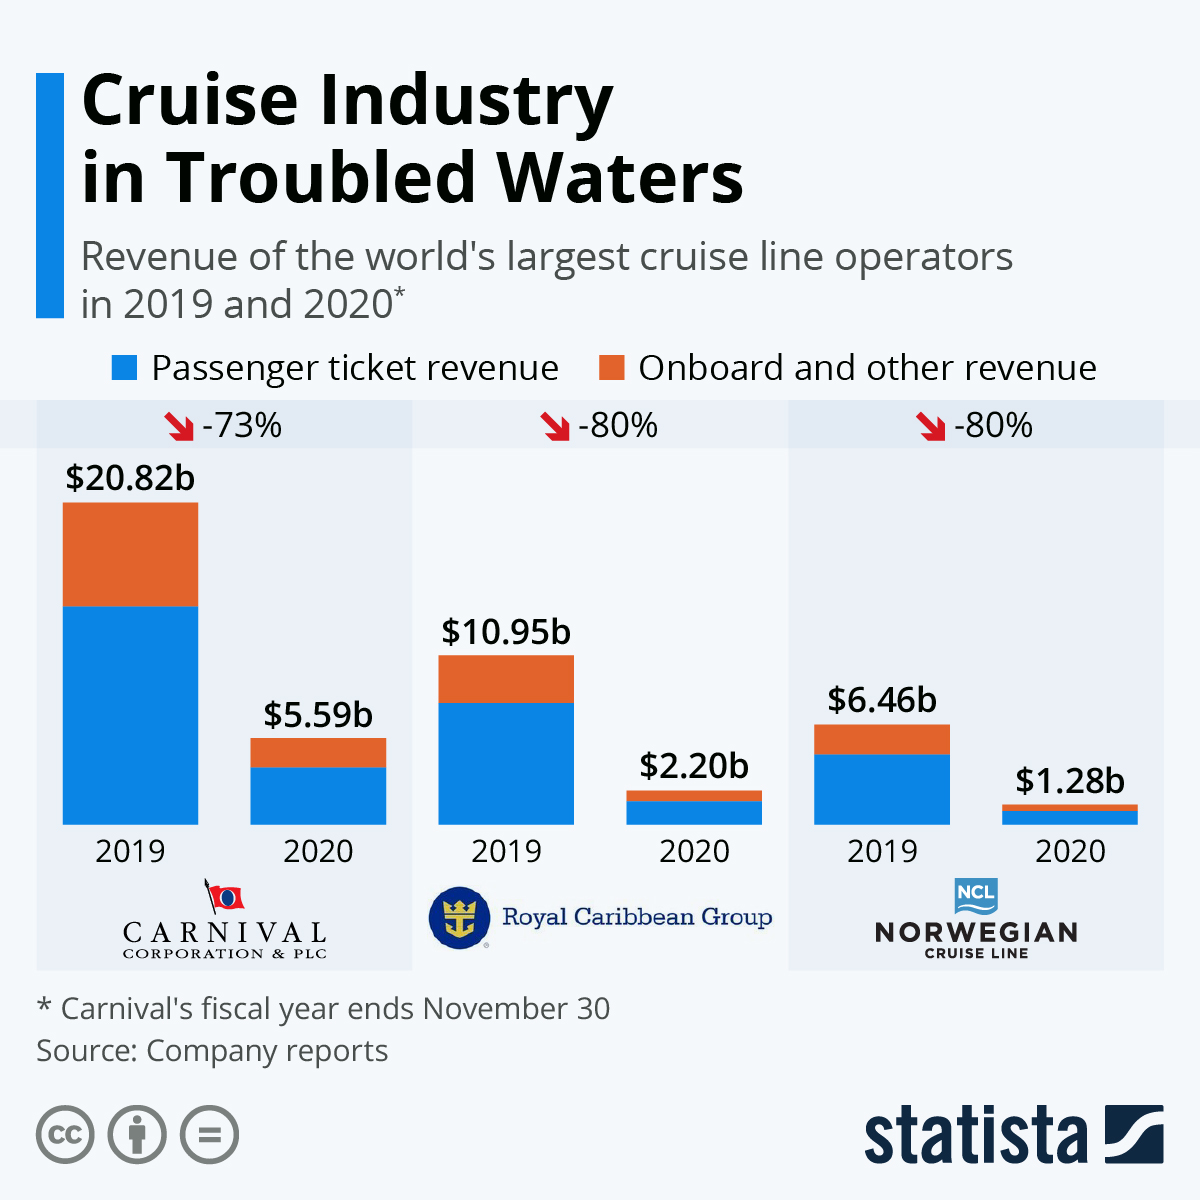 Cruise Industry
in Troubled Waters
Revenue of the world's largest cruise line operators
in 2019 and 2020*
Passenger ticket revenue Onboard and other revenue
-73% -80% -80%
$20.82b
$5.59b
$10.95b
$2.20b
$6.46b
$1.28b
2019 2020 2019 2020 2019 2020
CARNIVAL
CORPORATION & PLC
Royal Caribbean Group
®
NCL
NORWEGIAN
CRUISE LINE
* Carnival's fiscal year ends November 30
Source: Company reports
cc
statista